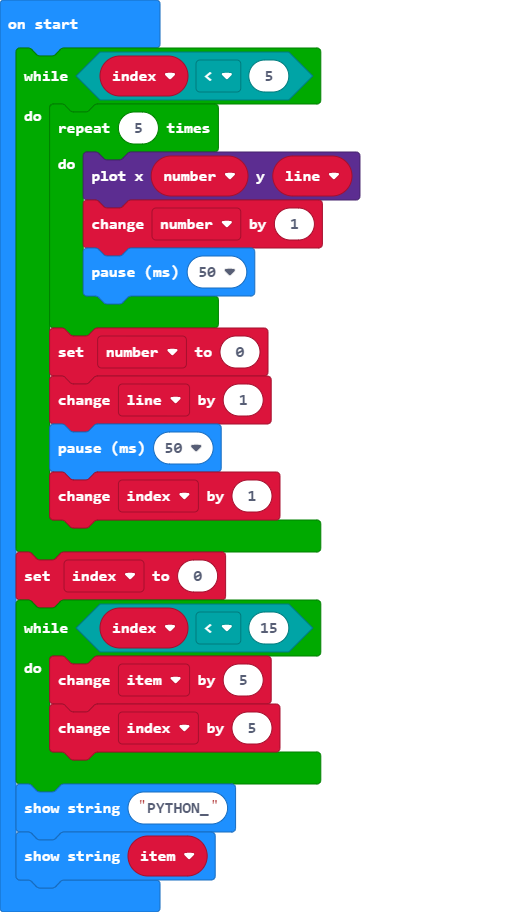 on start
while index < 5
do
repeat 5 times
do
plot x number y line
change number by 1
pause (ms) 50
set number to 0
change line by 1
pause (ms) 50
change index by 1
set index to 0
while index < 15
do
change item by 5
change index by 5
show string "PYTHON_"
show string item